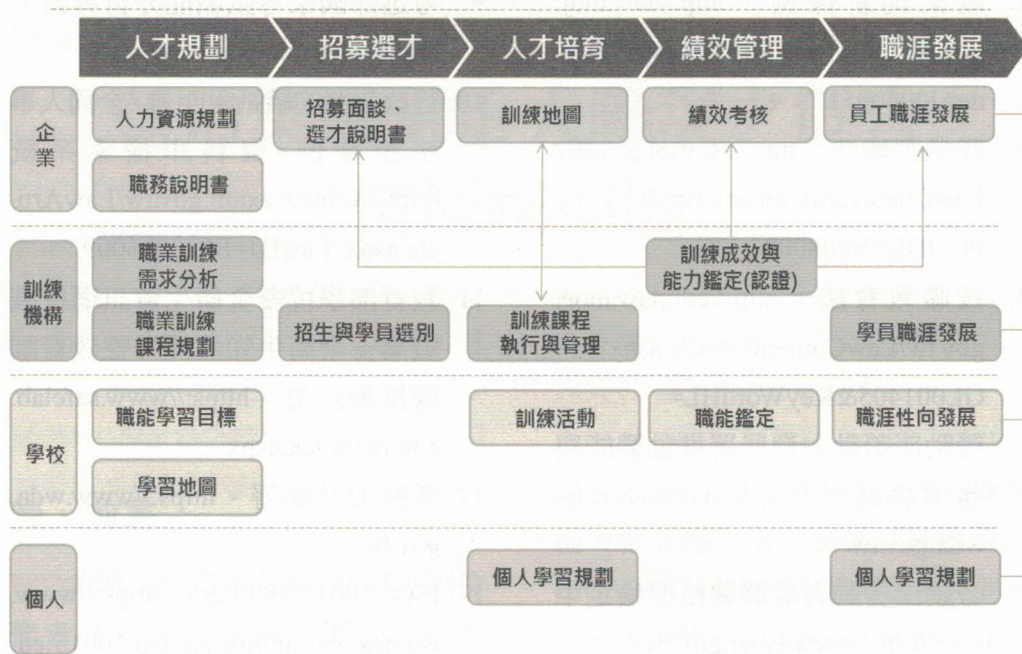 人才規劃
招募選才
人才培育
績效管理
職涯發展
企
業
人力資源規劃
職務說明書
招募面談、
選才說明書
訓練地圖
績效考核
員工職涯發展
訓練
機構
職業訓練
需求分析
職業訓練
課程規劃
招生與學員選別
訓練課程
執行與管理
訓練成效與
能力鑑定(認證)
學員職涯發展
學校
職能學習目標
學習地圖
訓練活動
職能鑑定
職涯性向發展
個人
個人學習規劃
個人學習規劃